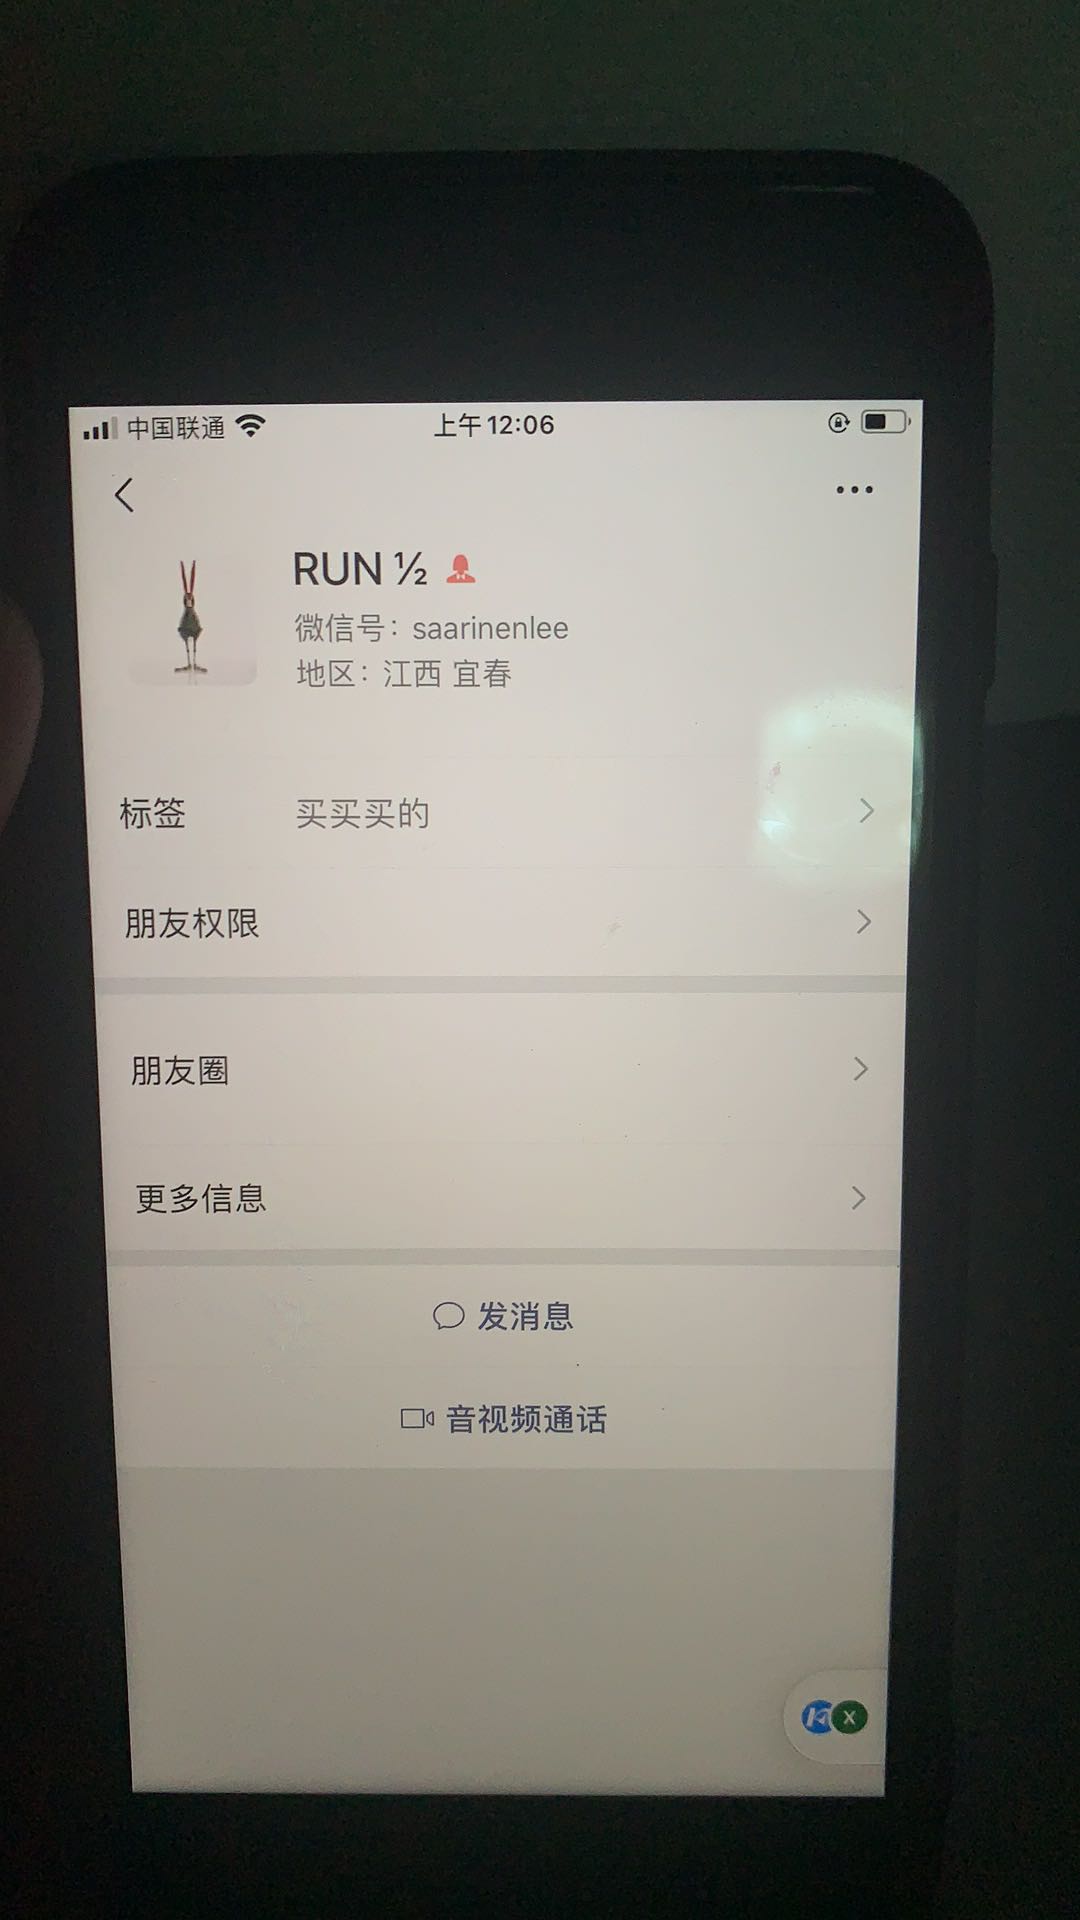 中国联通
上午12:06
RUN ½
微信号：saarinenlee
地区：江西 宜春
标签 买买买的
朋友权限
朋友圈
更多信息
发消息
音视频通话
X